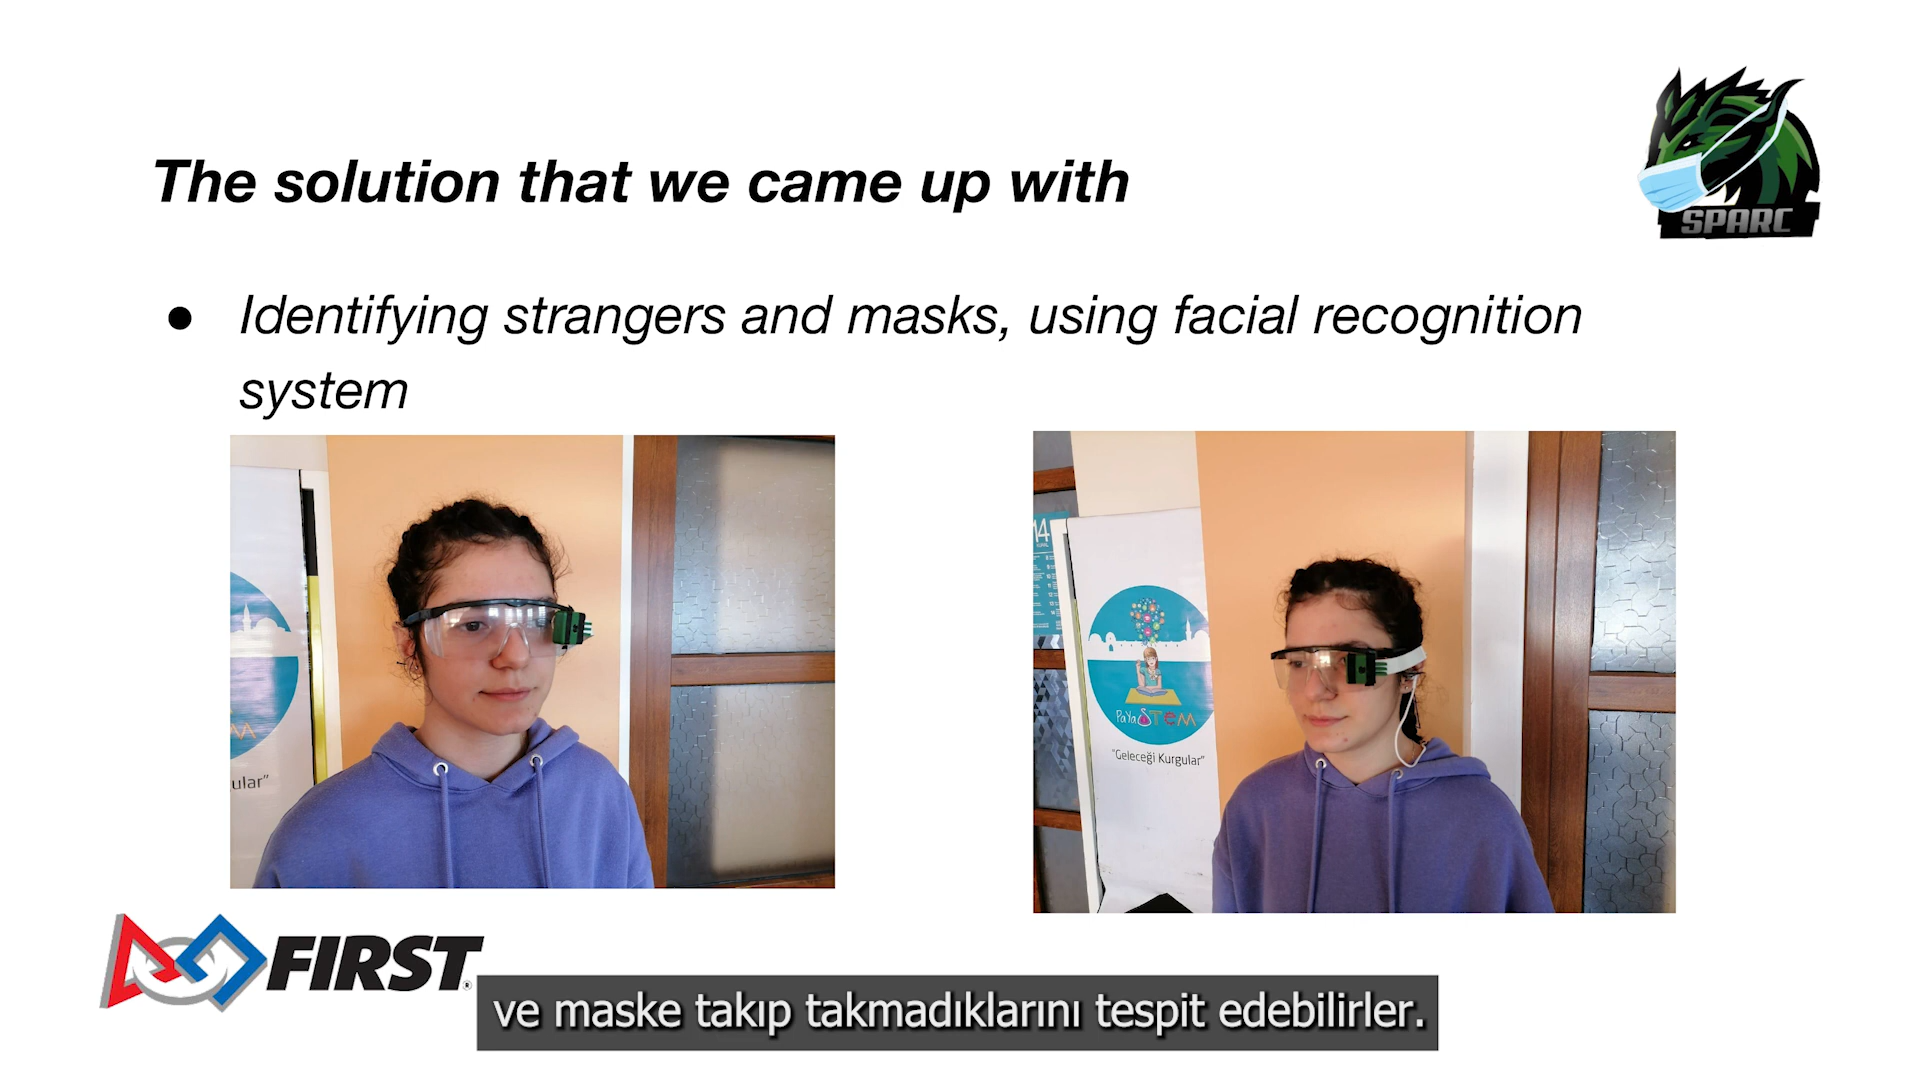 The solution that we came up with
SPARC
● Identifying strangers and masks, using facial recognition
system
ular”
14
PaYaSTEM
“Geleceği Kurgular”
FIRST®
ve maske takıp takmadıklarını tespit edebilirler.